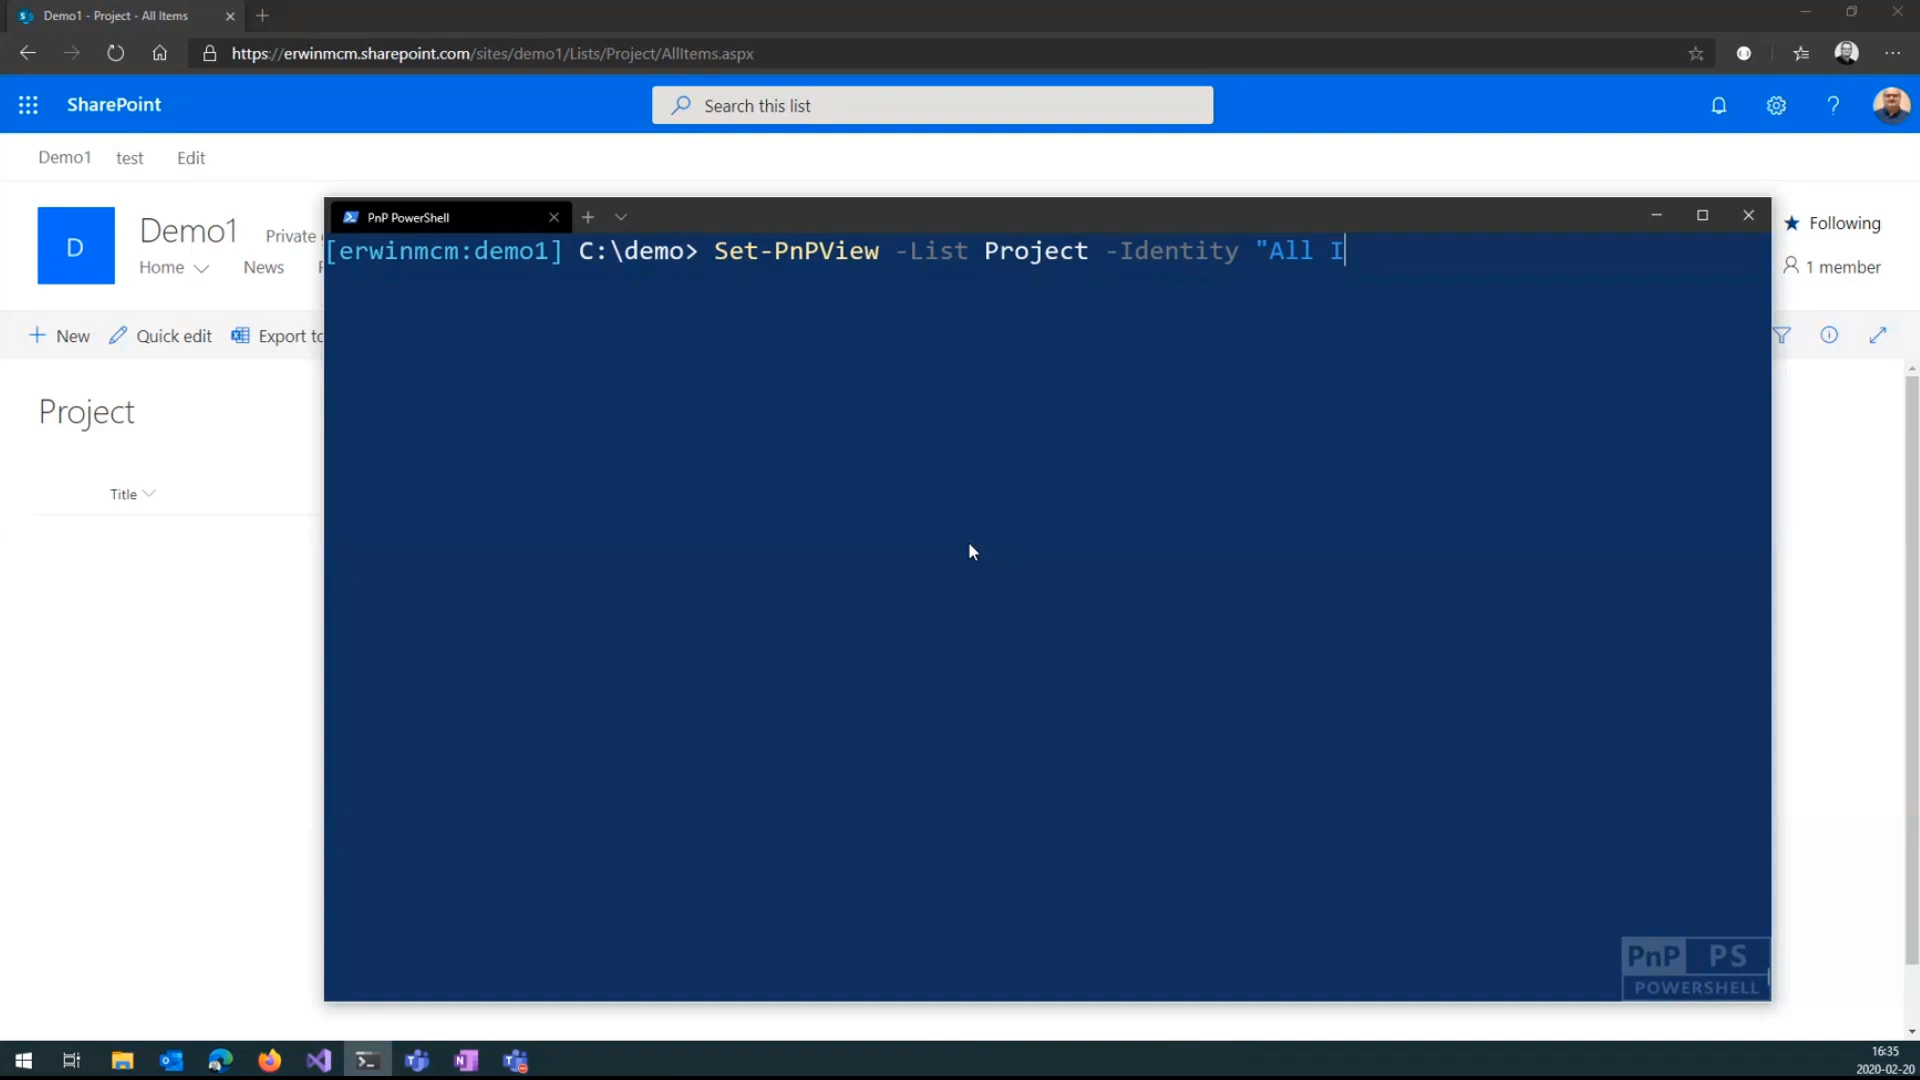 Demo1 - Project - All Items
https://erwinmcm.sharepoint.com/sites/demo1/Lists/Project/AllItems.aspx
SharePoint
Search this list
Demo1 test Edit
D
Demo1 Private
Home News
Following
1 member
PnP PowerShell
[erwinmcm:demo1] C:\demo> Set-PnPView -List Project -Identity "All I
New Quick edit Export to
Project
Title
PnP PS
POWERSHELL
16:35
2020-02-20